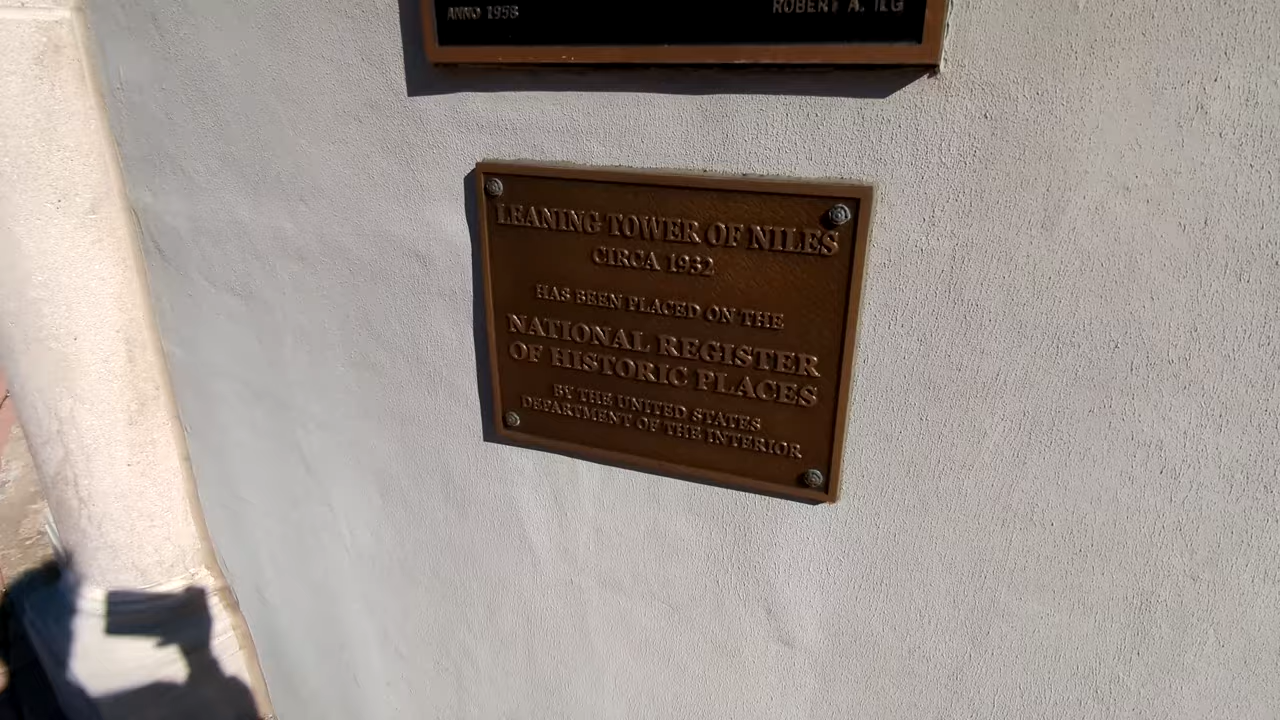 ANNO 1958
ROBERT A. ILG
LEANING TOWER OF NILES
CIRCA 1932
HAS BEEN PLACED ON THE
NATIONAL REGISTER
OF HISTORIC PLACES
BY THE UNITED STATES
DEPARTMENT OF THE INTERIOR